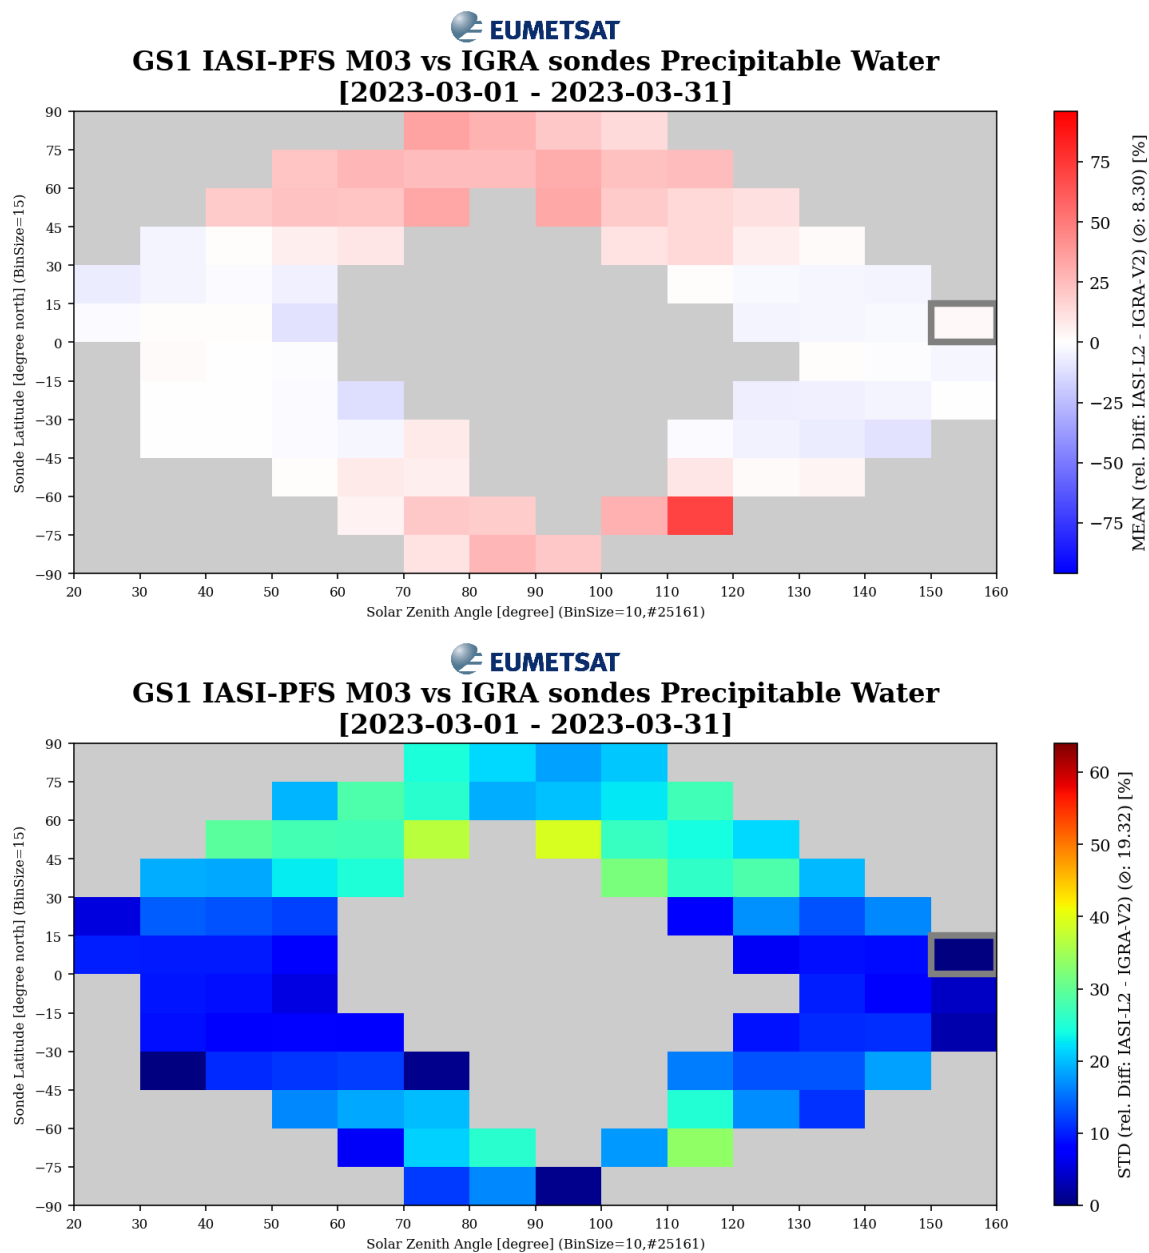 EUMETSAT
GS1 IASI-PFS M03 vs IGRA sondes Precipitable Water
[2023-03-01 - 2023-03-31]
90
75
60
45
30
15
0
−15
−30
−45
−60
−75
−90
Sonde Latitude [degree north] (BinSize=15)
20 30 40 50 60 70 80 90 100 110 120 130 140 150 160
Solar Zenith Angle [degree] (BinSize=10,#25161)
75
50
25
0
−25
−50
−75
MEAN (rel. Diff: IASI-L2 - IGRA-V2) (⌀: 8.30) [%]
EUMETSAT
GS1 IASI-PFS M03 vs IGRA sondes Precipitable Water
[2023-03-01 - 2023-03-31]
90
75
60
45
30
15
0
−15
−30
−45
−60
−75
−90
Sonde Latitude [degree north] (BinSize=15)
20 30 40 50 60 70 80 90 100 110 120 130 140 150 160
Solar Zenith Angle [degree] (BinSize=10,#25161)
60
50
40
30
20
10
0
STD (rel. Diff: IASI-L2 - IGRA-V2) (⌀: 19.32) [%]